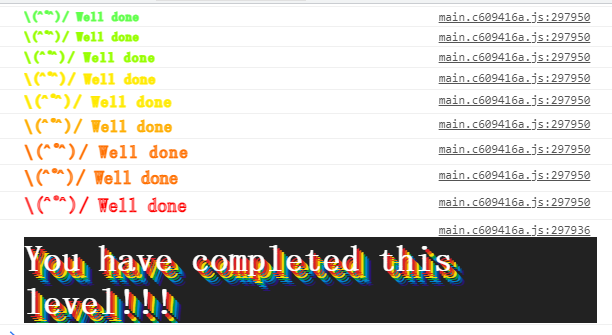 \(^°^)/ Well done main.c609416a.js:297950
\(^°^)/ Well done main.c609416a.js:297950
\(^°^)/ Well done main.c609416a.js:297950
\(^°^)/ Well done main.c609416a.js:297950
\(^°^)/ Well done main.c609416a.js:297950
\(^°^)/ Well done main.c609416a.js:297950
\(^°^)/ Well done main.c609416a.js:297950
\(^°^)/ Well done main.c609416a.js:297950
\(^°^)/ Well done main.c609416a.js:297950
main.c609416a.js:297936
You have completed this
level!!!
>